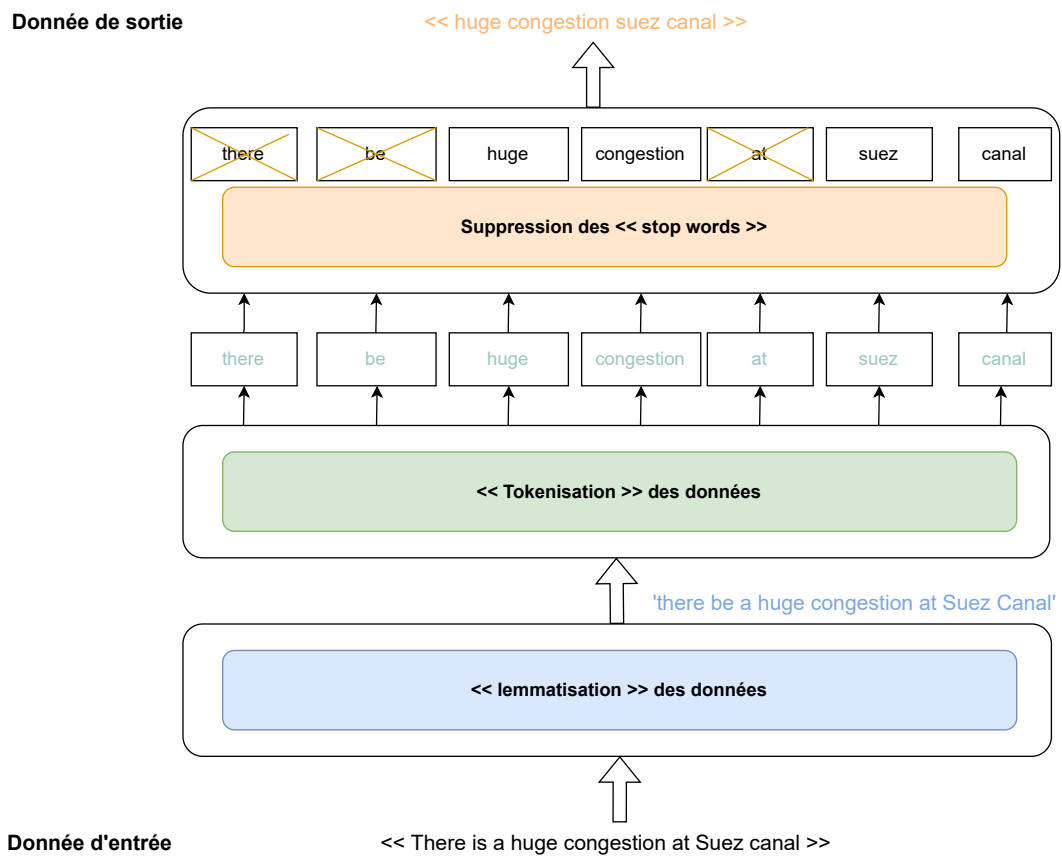 Donnée de sortie
<< huge congestion suez canal >>
there be huge congestion at suez canal
Suppression des << stop words >>
there be huge congestion at suez canal
<< Tokenisation >> des données
'there be a huge congestion at Suez Canal'
<< lemmatisation >> des données
Donnée d'entrée
<< There is a huge congestion at Suez canal >>